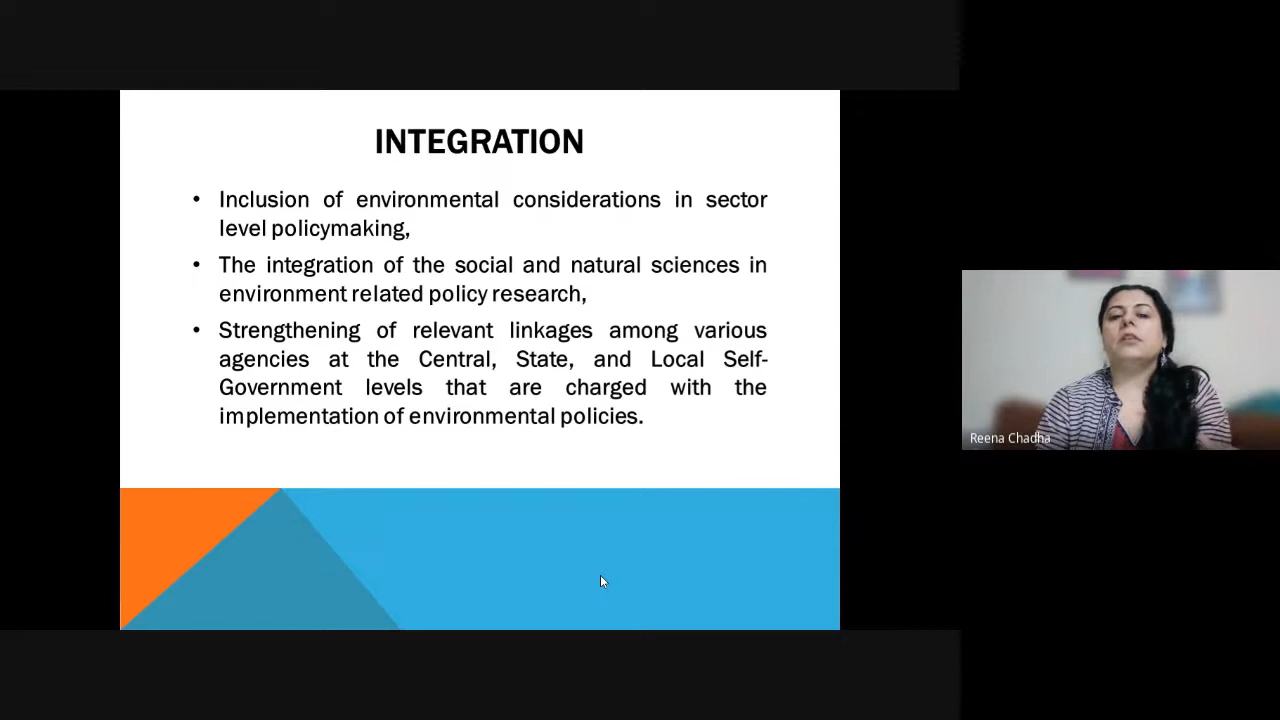 INTEGRATION
• Inclusion of environmental considerations in sector
level policymaking,
• The integration of the social and natural sciences in
environment related policy research,
• Strengthening of relevant linkages among various
agencies at the Central, State, and Local Self-
Government levels that are charged with the
implementation of environmental policies.
Reena Chadha